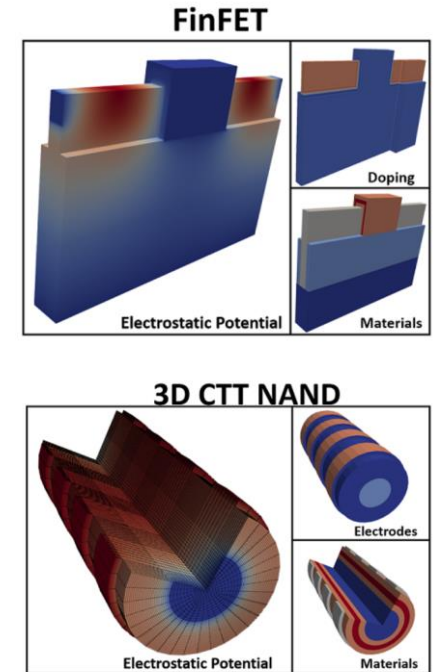 FinFET
Electrostatic Potential
Doping
Materials
3D CTT NAND
Electrostatic Potential
Electrodes
Materials